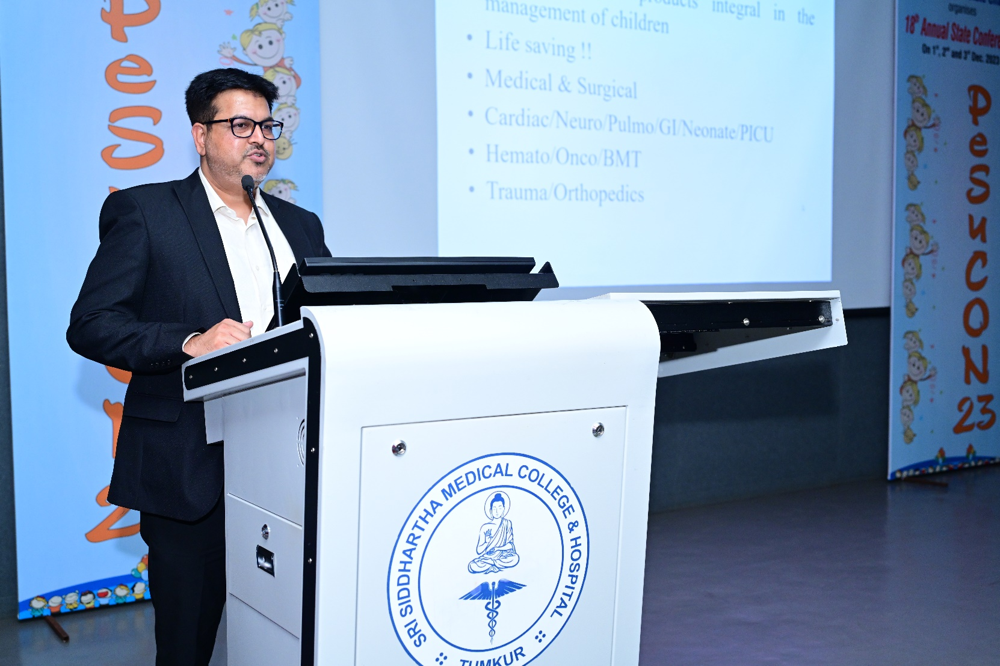 PeS
2
products integral in the
management of children
• Life saving !!
• Medical & Surgical
• Cardiac/Neuro/Pulmo/GI/Neonate/PICU
• Hemato/Onco/BMT
• Trauma/Orthopedics
organises
18th Annual State Confere
On 1st, 2nd and 3rd Dec. 2023
PeSuCON
23
SRI SIDDHARTHA MEDICAL COLLEGE & HOSPITAL
TUMKUR